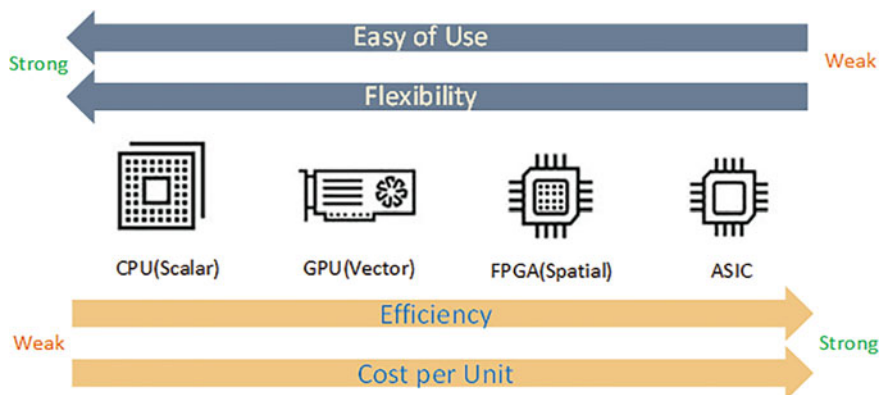 Easy of Use
Strong
Weak
Flexibility
CPU(Scalar) GPU(Vector) FPGA(Spatial) ASIC
Efficiency
Weak
Strong
Cost per Unit